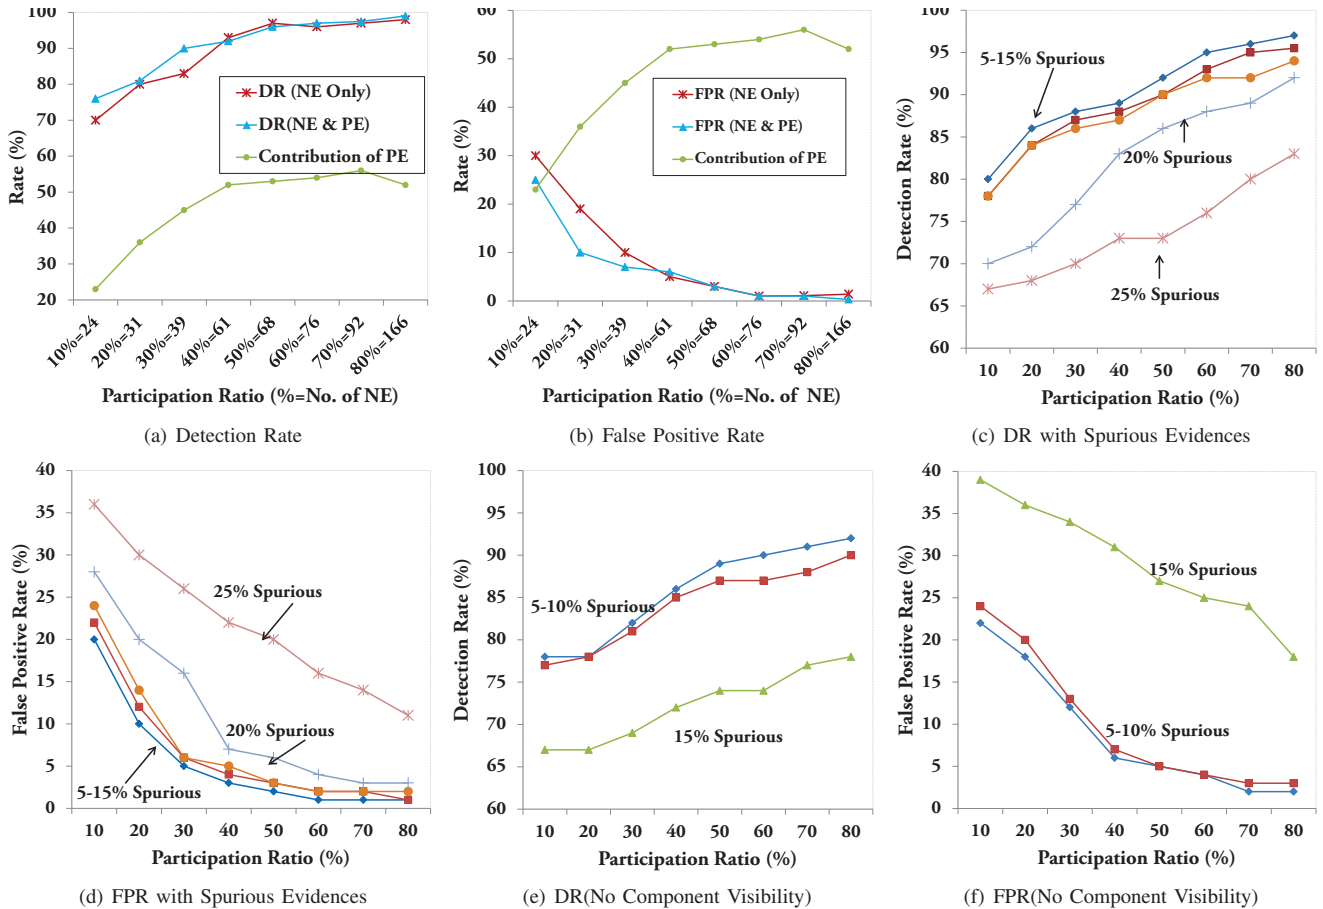 100
90
80
70
60
50
40
30
20
Rate (%)
DR (NE Only)
DR(NE & PE)
Contribution of PE
10%=24
20%=31
30%=39
40%=61
50%=68
60%=76
70%=92
80%=166
Participation Ratio (%=No. of NE)
(a) Detection Rate
60
50
40
30
20
10
0
Rate (%)
FPR (NE Only)
FPR (NE & PE)
Contribution of PE
10%=24
20%=31
30%=39
40%=61
50%=68
60%=76
70%=92
80%=166
Participation Ratio (%=No. of NE)
(b) False Positive Rate
100
95
90
85
80
75
70
65
60
Detection Rate (%)
5-15% Spurious
20% Spurious
25% Spurious
10 20 30 40 50 60 70 80
Participation Ratio (%)
(c) DR with Spurious Evidences
40
35
30
25
20
15
10
5
0
False Positive Rate (%)
25% Spurious
20% Spurious
5-15% Spurious
10 20 30 40 50 60 70 80
Participation Ratio (%)
(d) FPR with Spurious Evidences
100
95
90
85
80
75
70
65
60
Detection Rate (%)
5-10% Spurious
15% Spurious
10 20 30 40 50 60 70 80
Participation Ratio (%)
(e) DR(No Component Visibility)
40
35
30
25
20
15
10
5
0
False Positive Rate (%)
15% Spurious
5-10% Spurious
10 20 30 40 50 60 70 80
Participation Ratio (%)
(f) FPR(No Component Visibility)